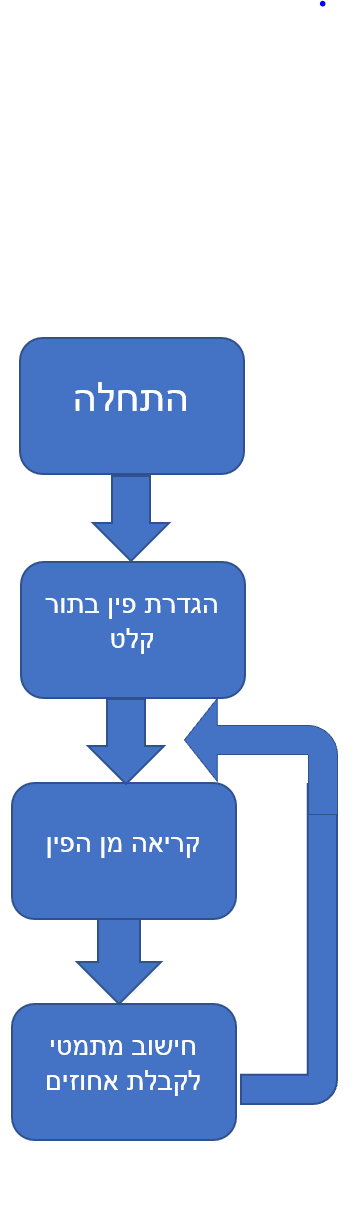 התחלה
הגדרת פין בתור
קלט
קריאה מן הפין
חישוב מתמטי
לקבלת אחוזים